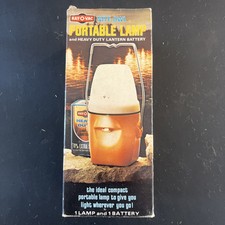 RAY-O-VAC
PORTABLE LAMP
and HEAVY DUTY LANTERN BATTERY
the ideal compact
portable lamp to give you
light wherever you go!
1 LAMP and 1 BATTERY